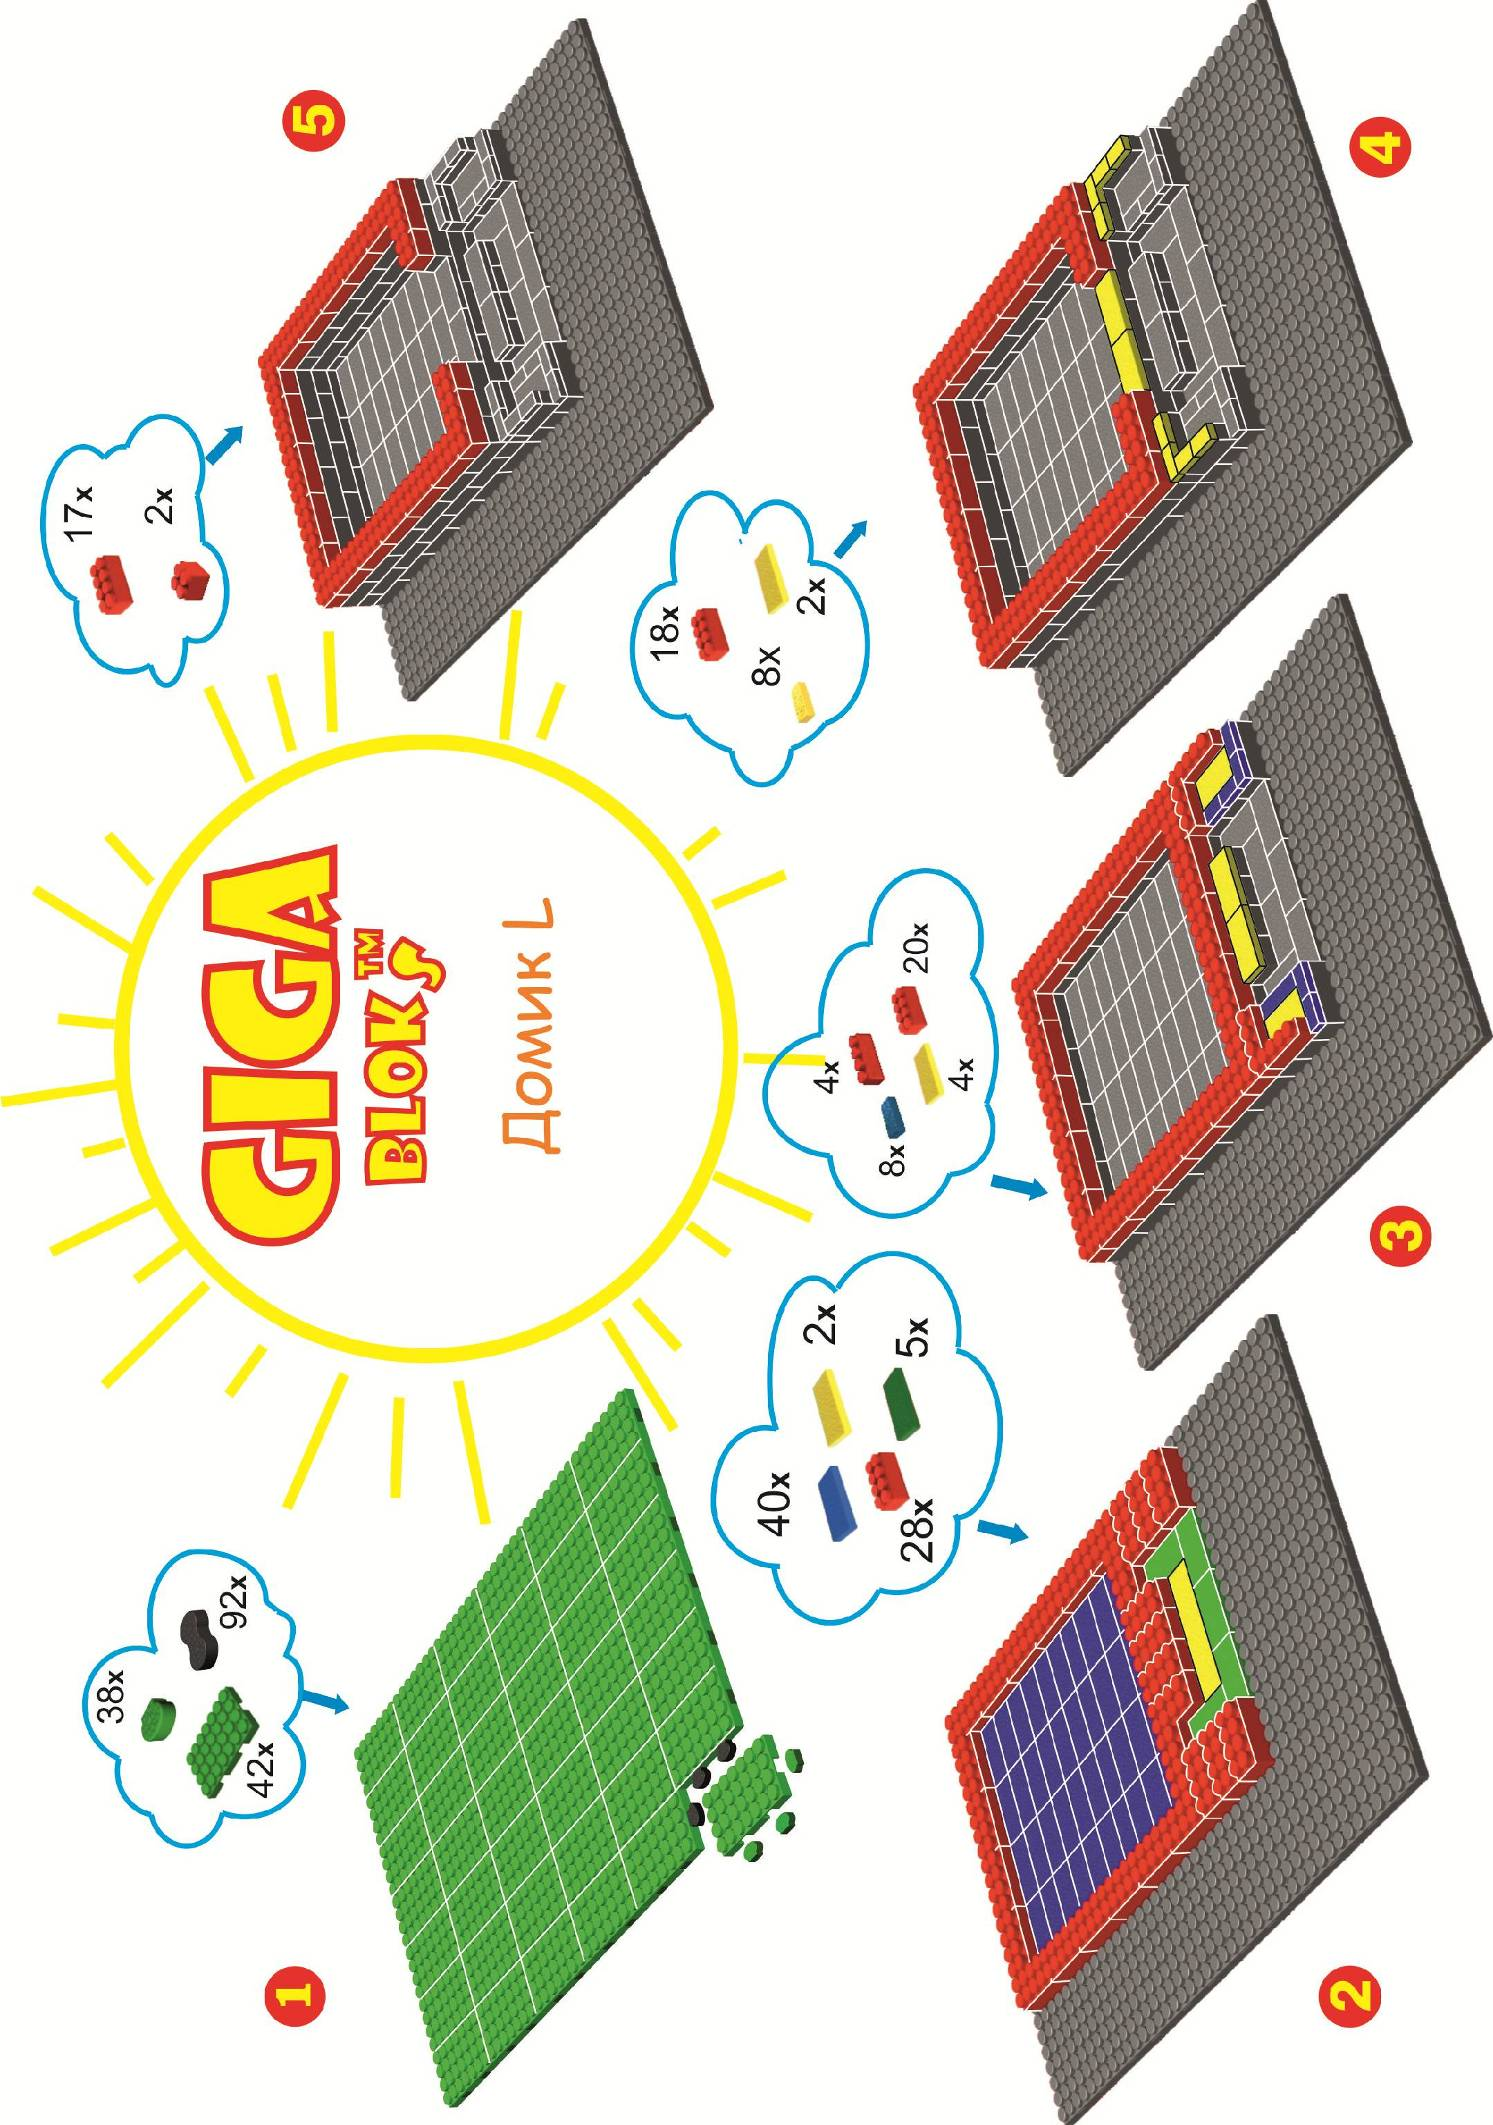 GIGA
BLOKS™
Домик L
1
38x
92x
42x
2
40x
2x
28x
5x
3
4x
20x
8x
4x
4
18x
8x
2x
5
17x
2x